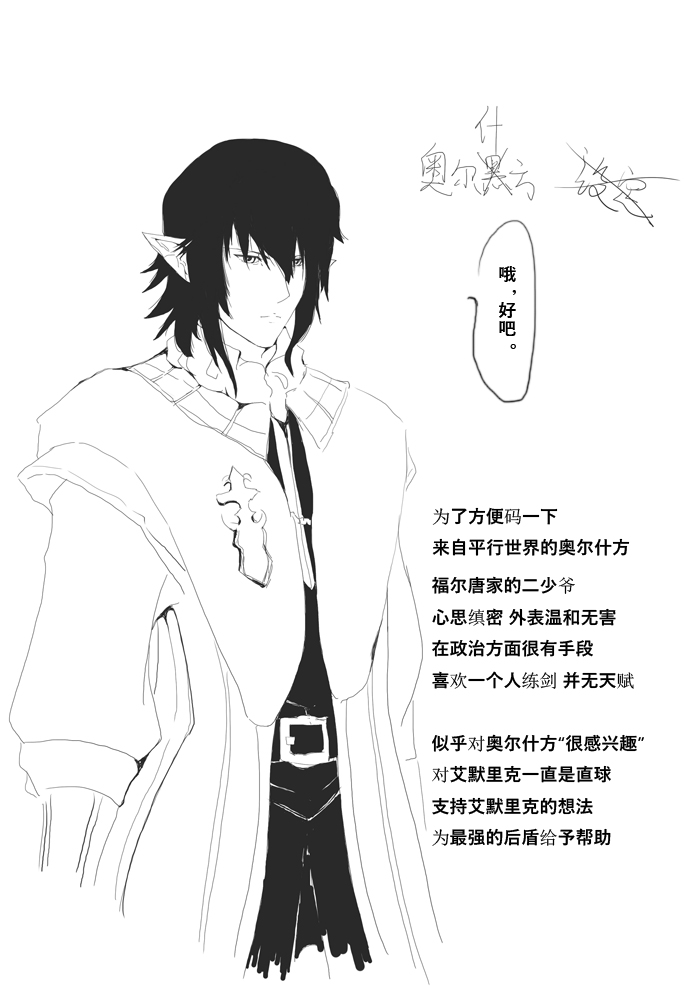 什
奥尔黑方
哦，好吧。
为了方便码一下
来自平行世界的奥尔什方
福尔唐家的二少爷
心思缜密 外表温和无害
在政治方面很有手段
喜欢一个人练剑 并无天赋
似乎对奥尔什方“很感兴趣”
对艾默里克一直是直球
支持艾默里克的想法
为最强的后盾给予帮助